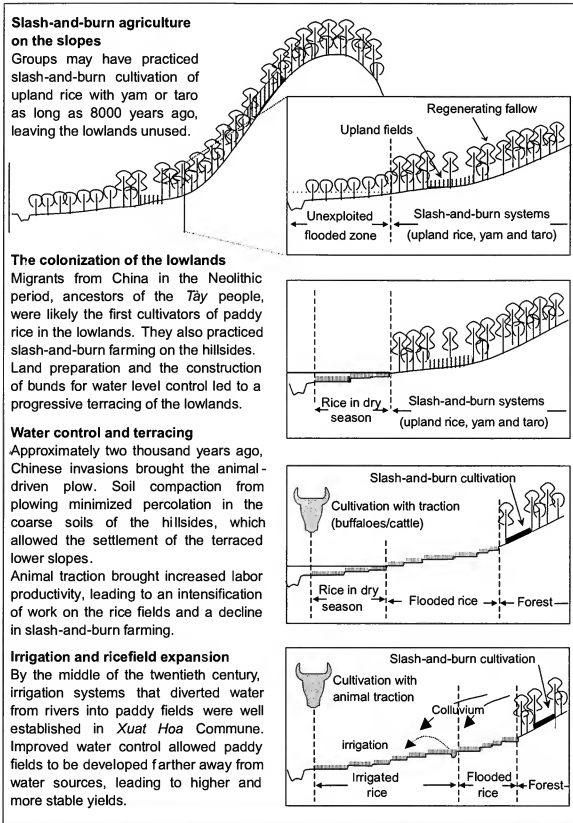 Slash-and-burn agriculture
on the slopes
Groups may have practiced
slash-and-burn cultivation of
upland rice with yam or taro
as long as 8000 years ago,
leaving the lowlands unused.
Regenerating fallow
Upland fields
Unexploited
flooded zone
Slash-and-burn systems
(upland rice, yam and taro)
The colonization of the lowlands
Migrants from China in the Neolithic
period, ancestors of the Tày people,
were likely the first cultivators of paddy
rice in the lowlands. They also practiced
slash-and-burn farming on the hillsides.
Land preparation and the construction
of bunds for water level control led to a
progressive terracing of the lowlands.
Rice in dry
season
Slash-and-burn systems
(upland rice, yam and taro)
Water control and terracing
Approximately two thousand years ago,
Chinese invasions brought the animal-
driven plow. Soil compaction from
plowing minimized percolation in the
coarse soils of the hillsides, which
allowed the settlement of the terraced
lower slopes.
Animal traction brought increased labor
productivity, leading to an intensification
of work on the rice fields and a decline
in slash-and-burn farming.
Slash-and-burn cultivation
Cultivation with traction
(buffaloes/cattle)
Rice in dry
season
Flooded rice
Forest
Irrigation and ricefield expansion
By the middle of the twentieth century,
irrigation systems that diverted water
from rivers into paddy fields were well
established in Xuat Hoa Commune.
Improved water control allowed paddy
fields to be developed farther away from
water sources, leading to higher and
more stable yields.
Slash-and-burn cultivation
Cultivation with
animal traction
Colluvium
irrigation
Irrigated
rice
Flooded
rice
Forest